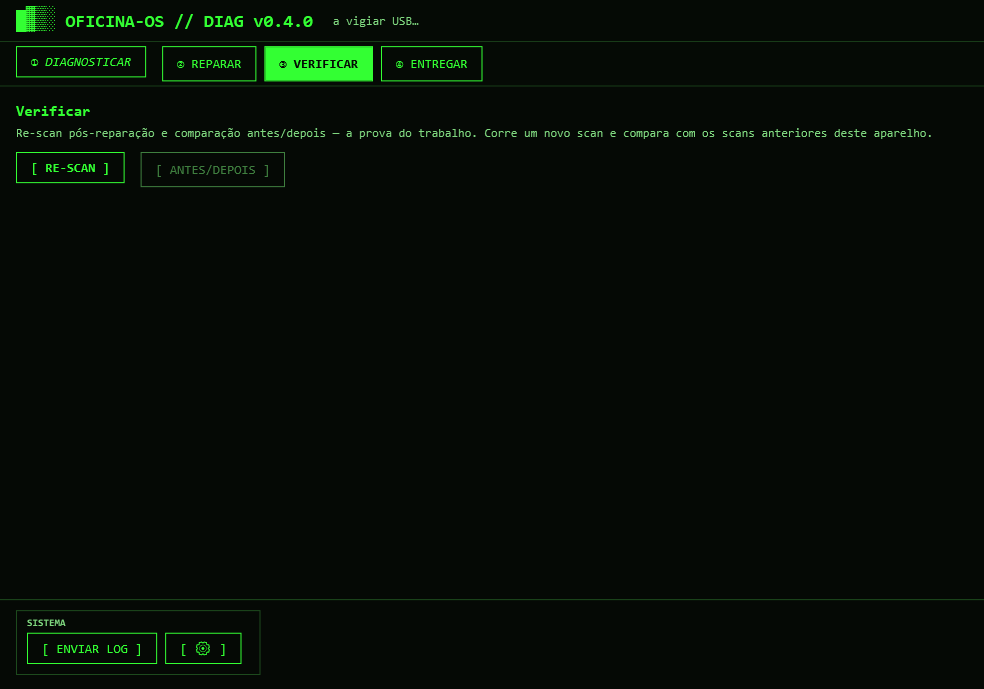 OFICINA-OS // DIAG v0.4.0 a vigiar USB…
① DIAGNOSTICAR ② REPARAR ③ VERIFICAR ④ ENTREGAR
Verificar
Re-scan pós-reparação e comparação antes/depois — a prova do trabalho. Corre um novo scan e compara com os scans anteriores deste aparelho.
[ RE-SCAN ] [ ANTES/DEPOIS ]
SISTEMA
[ ENVIAR LOG ] [ ⚙ ]